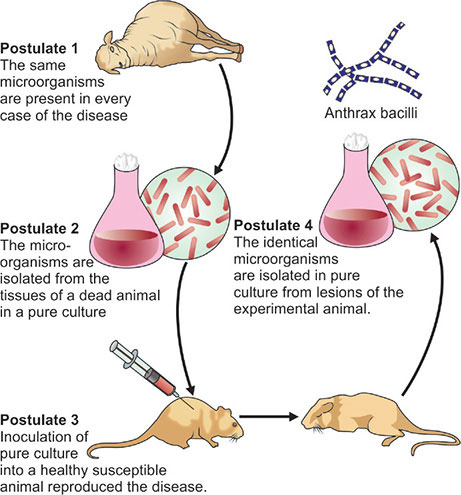 Postulate 1
The same
microorganisms
are present in every
case of the disease
Anthrax bacilli
Postulate 2
The micro-
organisms are
isolated from the
tissues of a dead animal
in a pure culture
Postulate 4
The identical
microorganisms
are isolated in pure
culture from lesions of the
experimental animal.
Postulate 3
Inoculation of
pure culture
into a healthy susceptible
animal reproduced the disease.